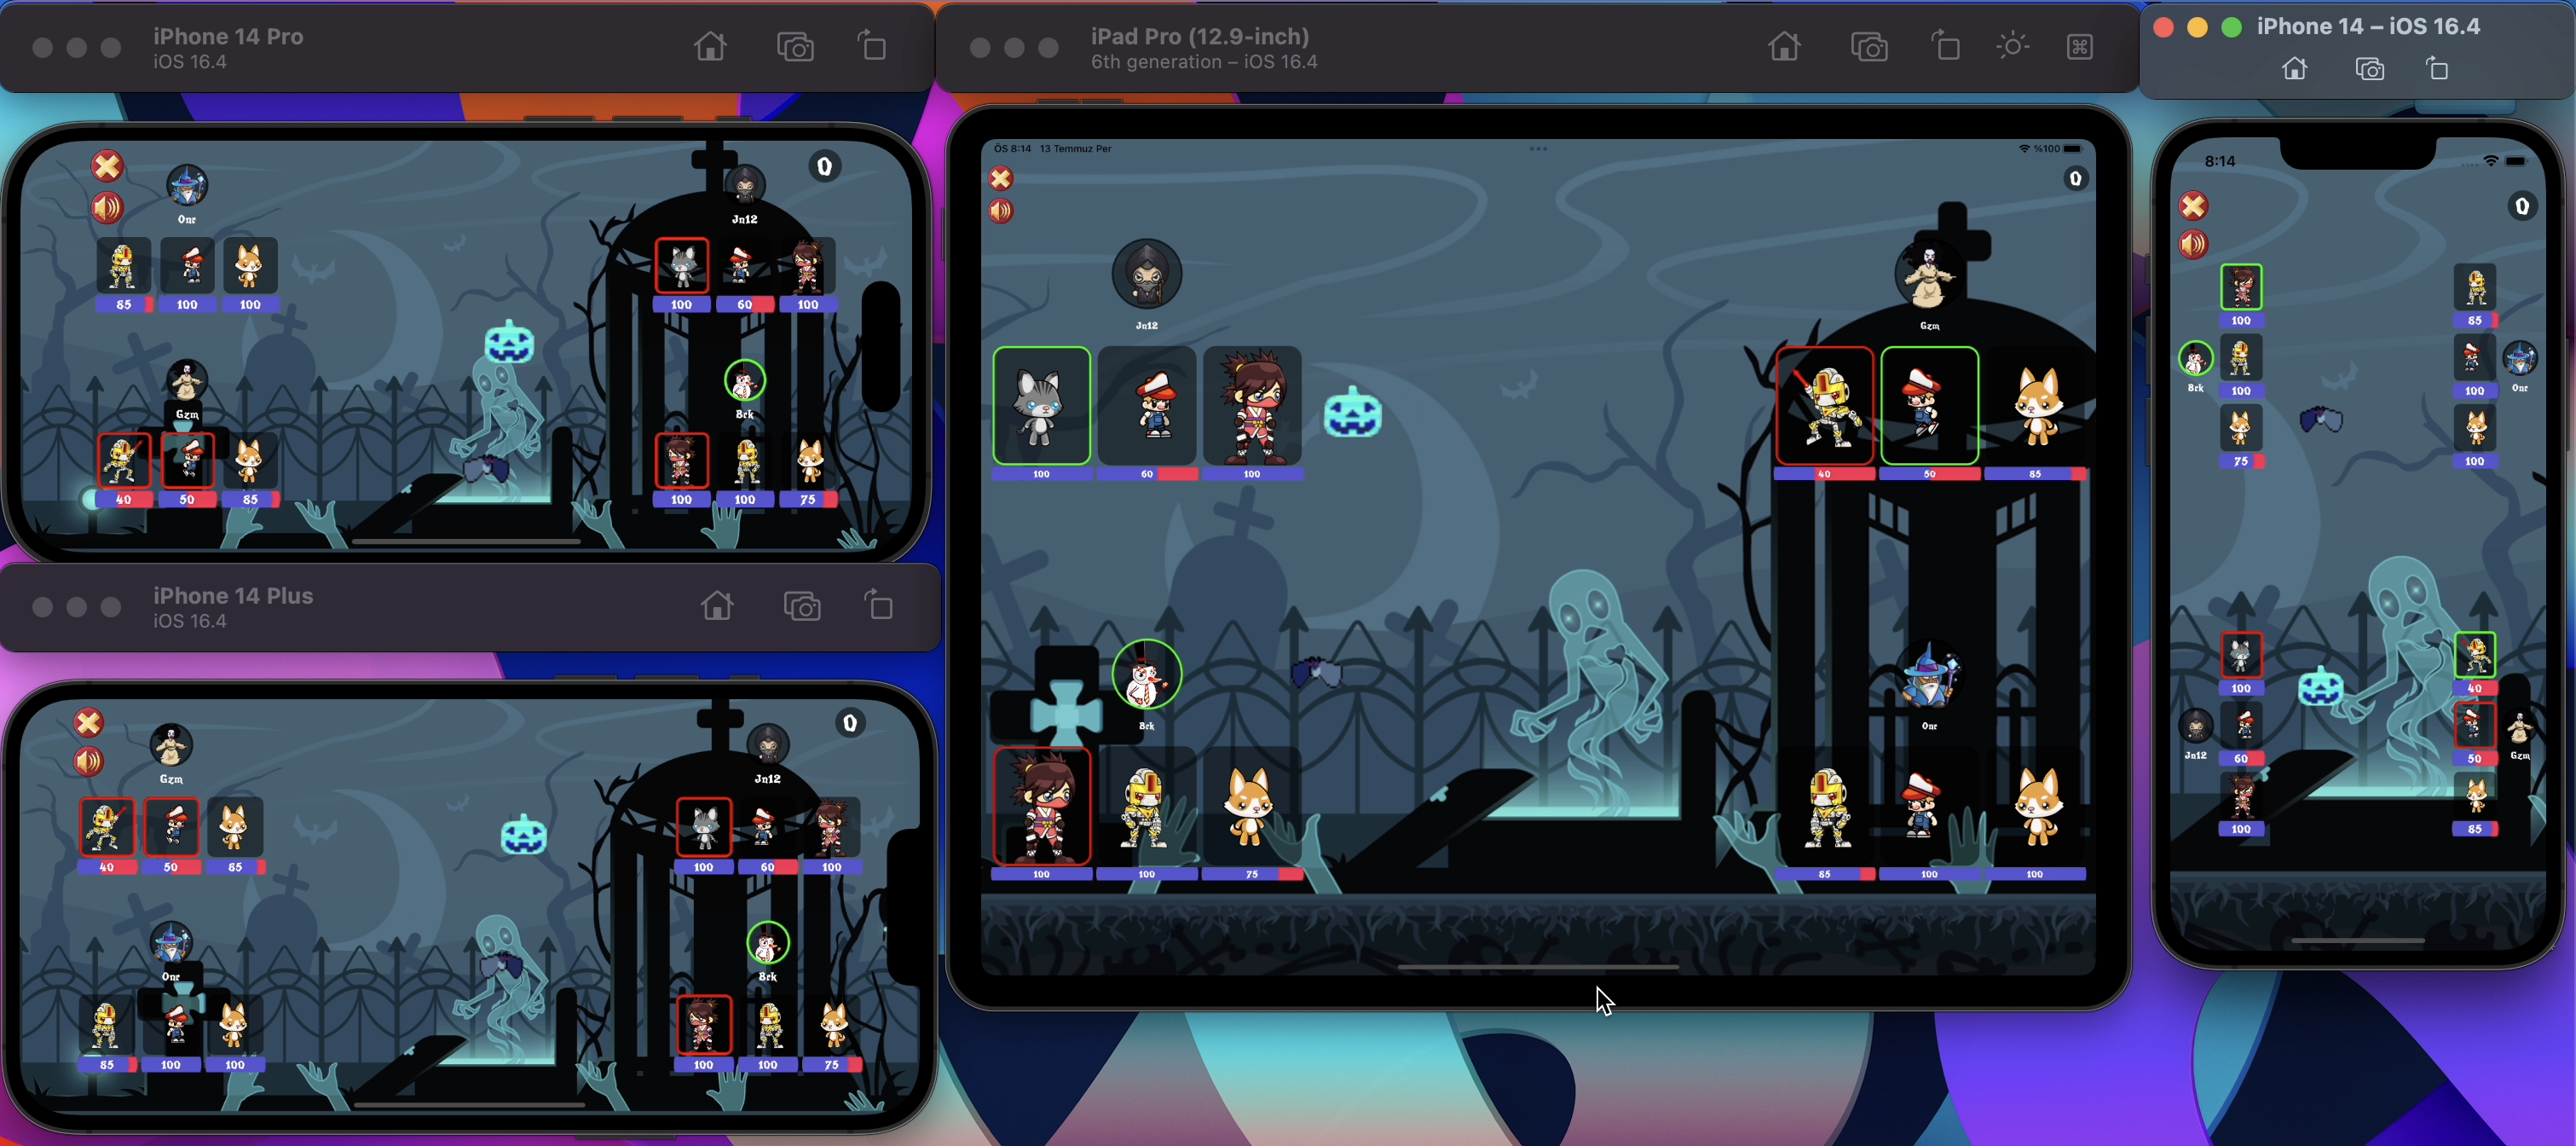 iPhone 14 Pro
iOS 16.4
0
Onr
Jn12
85
100
100
100
60
100
Gzm
Brk
40
50
85
100
100
75
iPhone 14 Plus
iOS 16.4
0
Gzm
Jn12
40
50
85
100
60
100
Onr
Brk
85
100
100
100
100
75
iPad Pro (12.9-inch)
6th generation – iOS 16.4
ÖS 8:14 13 Temmuz Per
%100
0
Jn12
Gzm
100
60
100
40
50
85
Brk
Onr
100
100
75
85
100
100
iPhone 14 – iOS 16.4
8:14
0
100
85
Brk
Onr
100
100
75
100
100
40
Jn12
Gzm
60
50
100
85